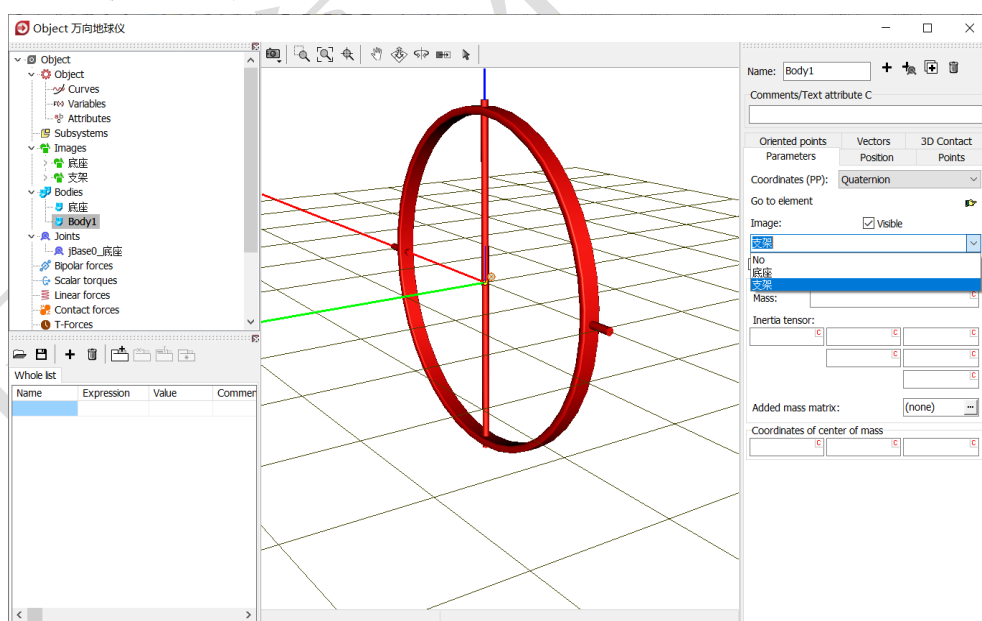 Object 万向地球仪
Object
Object
Curves
Variables
Attributes
Subsystems
Images
底座
支架
Bodies
底座
Body1
Joints
jBase0_底座
Bipolar forces
Scalar torques
Linear forces
Contact forces
T-Forces
Whole list
Name Expression Value Commen
Name: Body1
Comments/Text attribute C
Oriented points Vectors 3D Contact
Parameters Position Points
Coordinates (PP): Quaternion
Go to element
Image: Visible
支架
No
底座
支架
Mass: C
Inertia tensor:
C C C
C C
C
Added mass matrix: (none) ...
Coordinates of center of mass
C C C